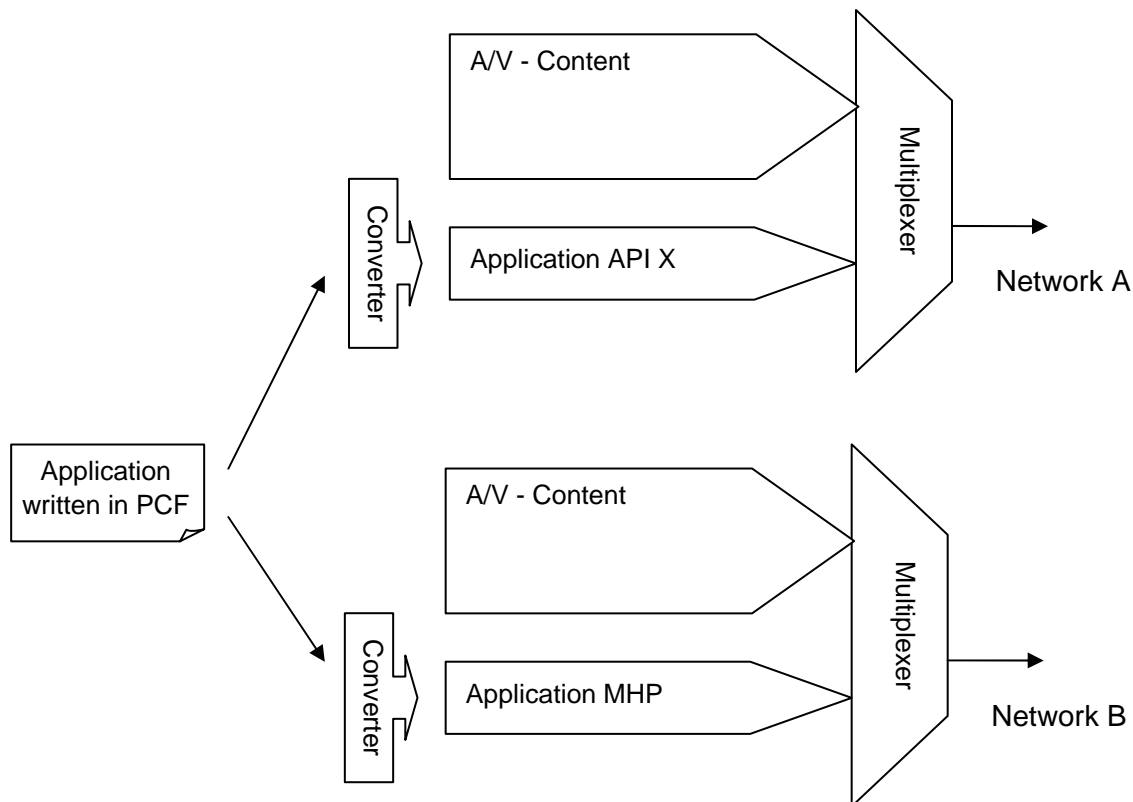 A/V - Content
Multiplexer
Converter
Application API X
Network A
Application
written in PCF
A/V - Content
Multiplexer
Converter
Application MHP
Network B